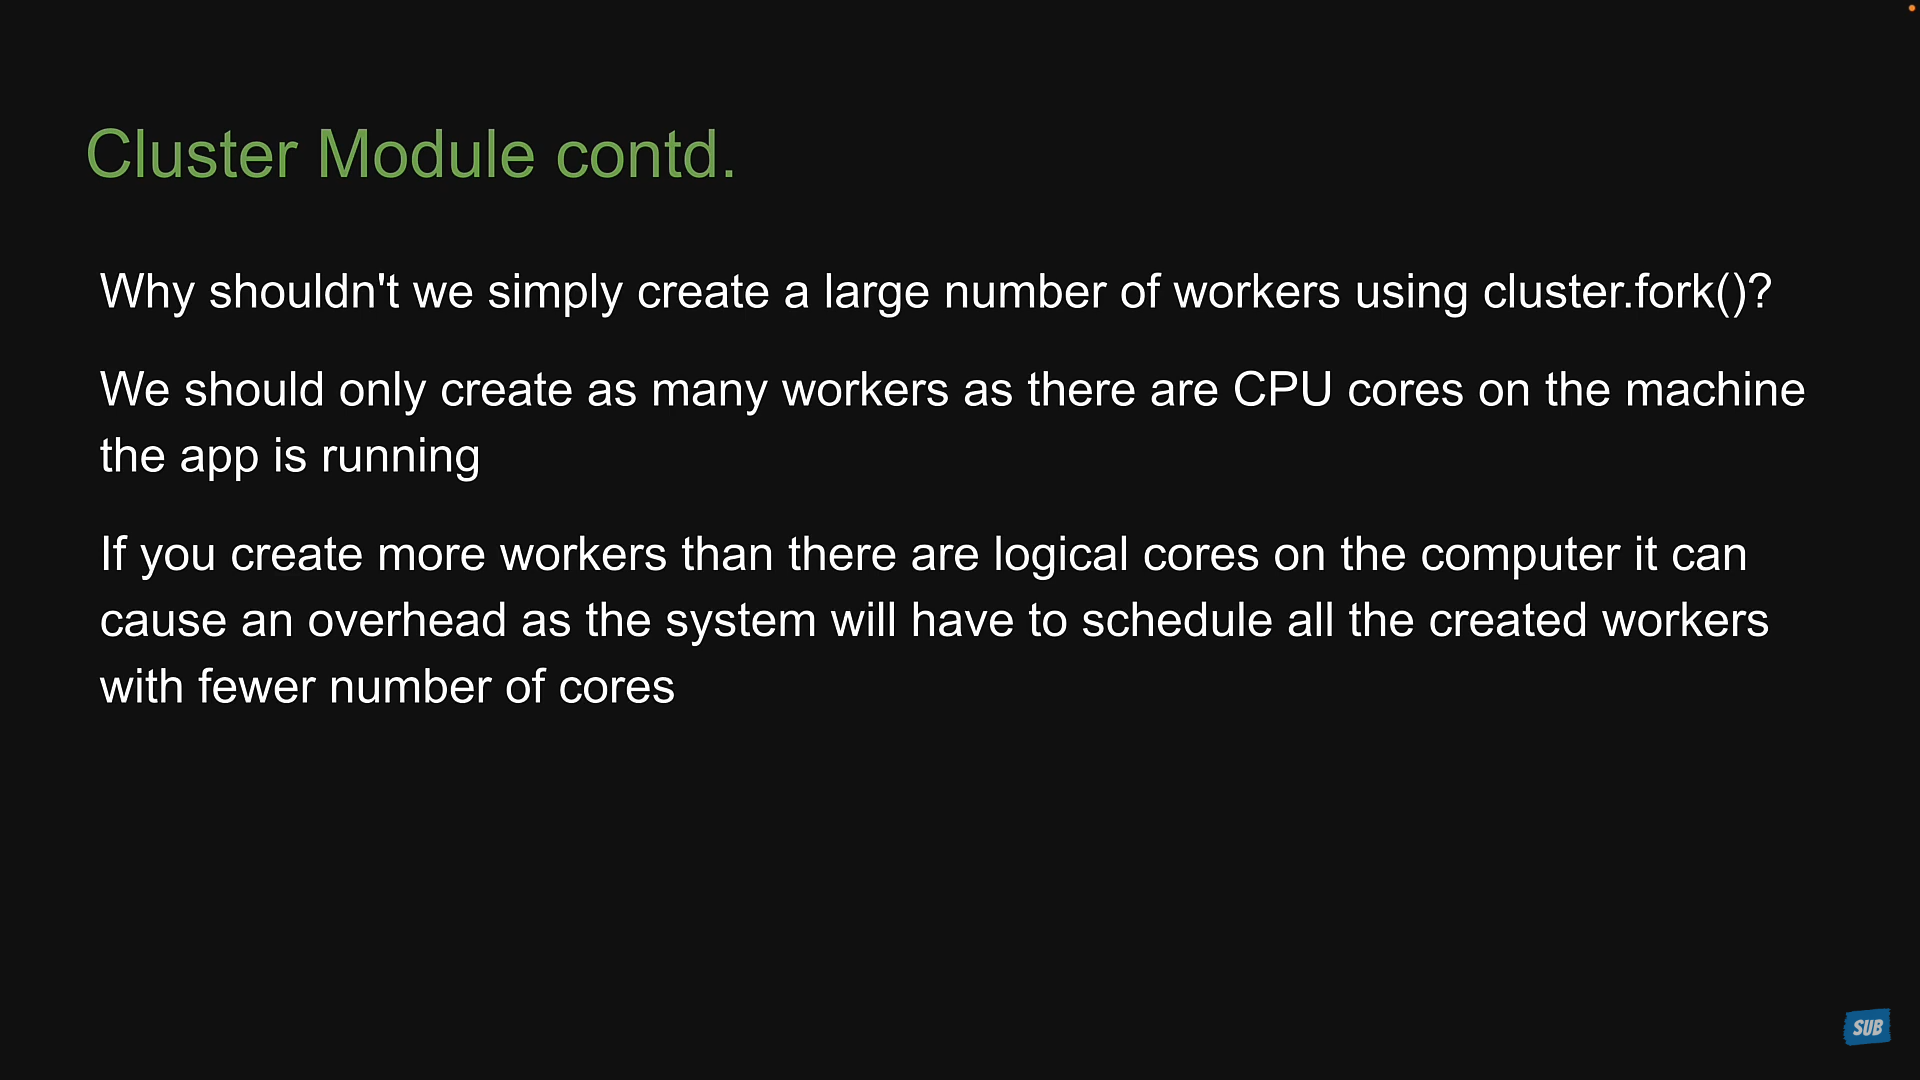 Cluster Module contd.
Why shouldn't we simply create a large number of workers using cluster.fork()?
We should only create as many workers as there are CPU cores on the machine
the app is running
If you create more workers than there are logical cores on the computer it can
cause an overhead as the system will have to schedule all the created workers
with fewer number of cores
SUB